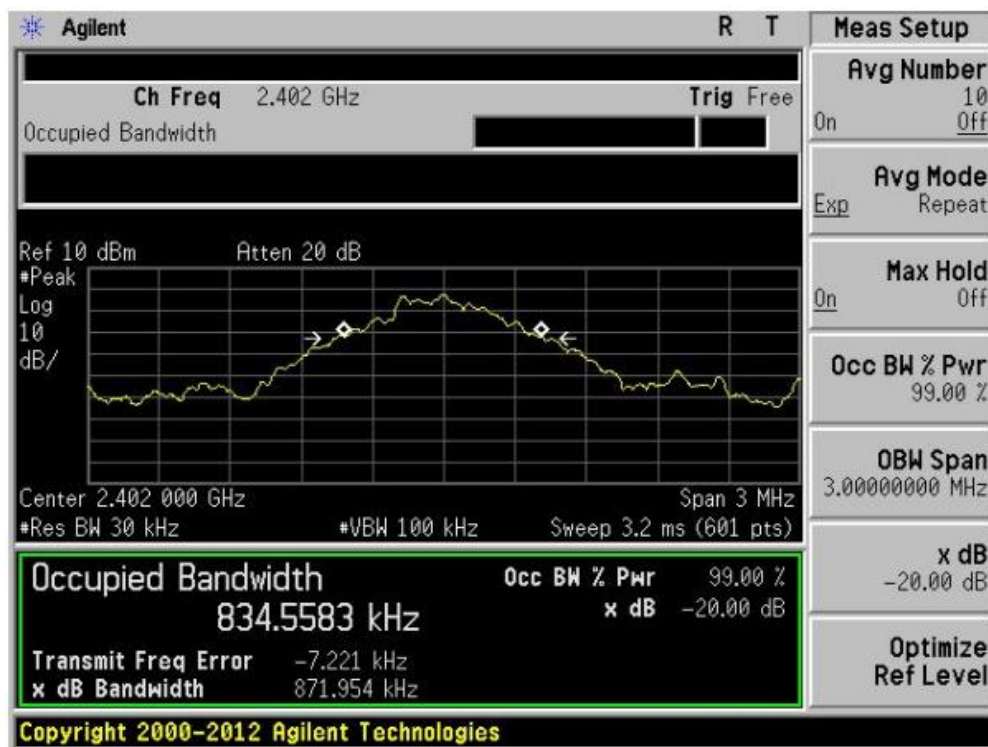 Agilent R T
Ch Freq 2.402 GHz Trig Free
Occupied Bandwidth
Ref 10 dBm Atten 20 dB
#Peak
Log
10
dB/
Center 2.402 000 GHz Span 3 MHz
#Res BW 30 kHz #VBW 100 kHz Sweep 3.2 ms (601 pts)
Occupied Bandwidth
834.5583 kHz
Occ BW % Pwr 99.00 %
x dB -20.00 dB
Transmit Freq Error -7.221 kHz
x dB Bandwidth 871.954 kHz
Copyright 2000-2012 Agilent Technologies
Meas Setup
Avg Number
10
On Off
Avg Mode
Exp Repeat
Max Hold
On Off
Occ BW % Pwr
99.00 %
OBW Span
3.00000000 MHz
x dB
-20.00 dB
Optimize
Ref Level